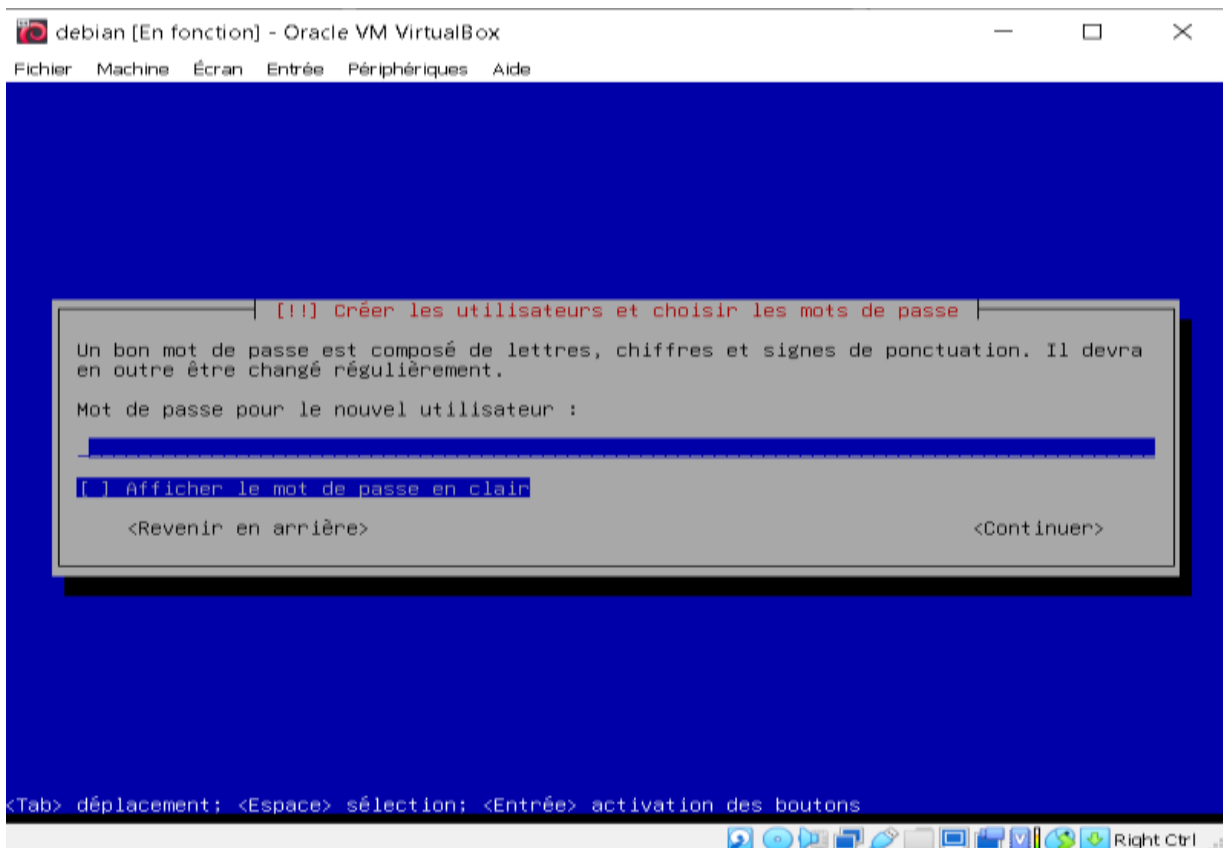 debian [En fonction] - Oracle VM VirtualBox
Fichier Machine Écran Entrée Périphériques Aide
[!!] Créer les utilisateurs et choisir les mots de passe
Un bon mot de passe est composé de lettres, chiffres et signes de ponctuation. Il devra
en outre être changé régulièrement.
Mot de passe pour le nouvel utilisateur :
[ ] Afficher le mot de passe en clair
<Revenir en arrière> <Continuer>
<Tab> déplacement; <Espace> sélection; <Entrée> activation des boutons
Right Ctrl